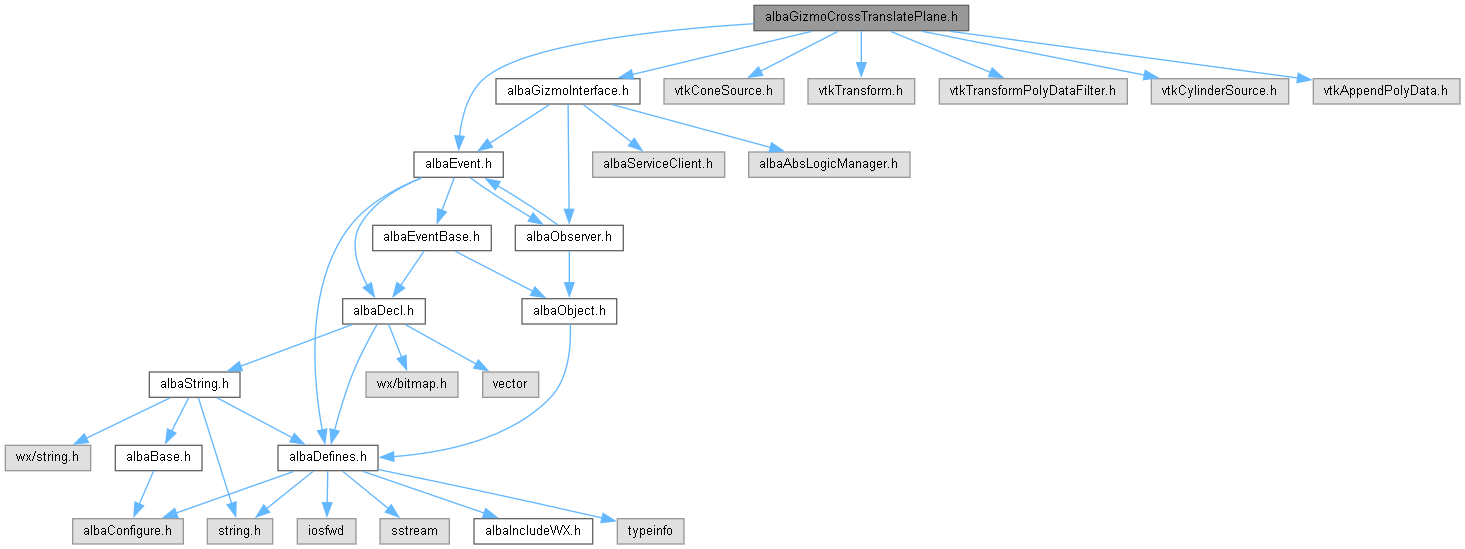 albaGizmoCrossTranslatePlane.h
albaGizmoInterface.h
vtkConeSource.h
vtkTransform.h
vtkTransformPolyDataFilter.h
vtkCylinderSource.h
vtkAppendPolyData.h
albaEvent.h
albaServiceClient.h
albaAbsLogicManager.h
albaEventBase.h
albaObserver.h
albaDecl.h
albaObject.h
albaString.h
wx/bitmap.h
vector
wx/string.h
albaBase.h
albaDefines.h
albaConfigure.h
string.h
iosfwd
sstream
albaIncludeWX.h
typeinfo